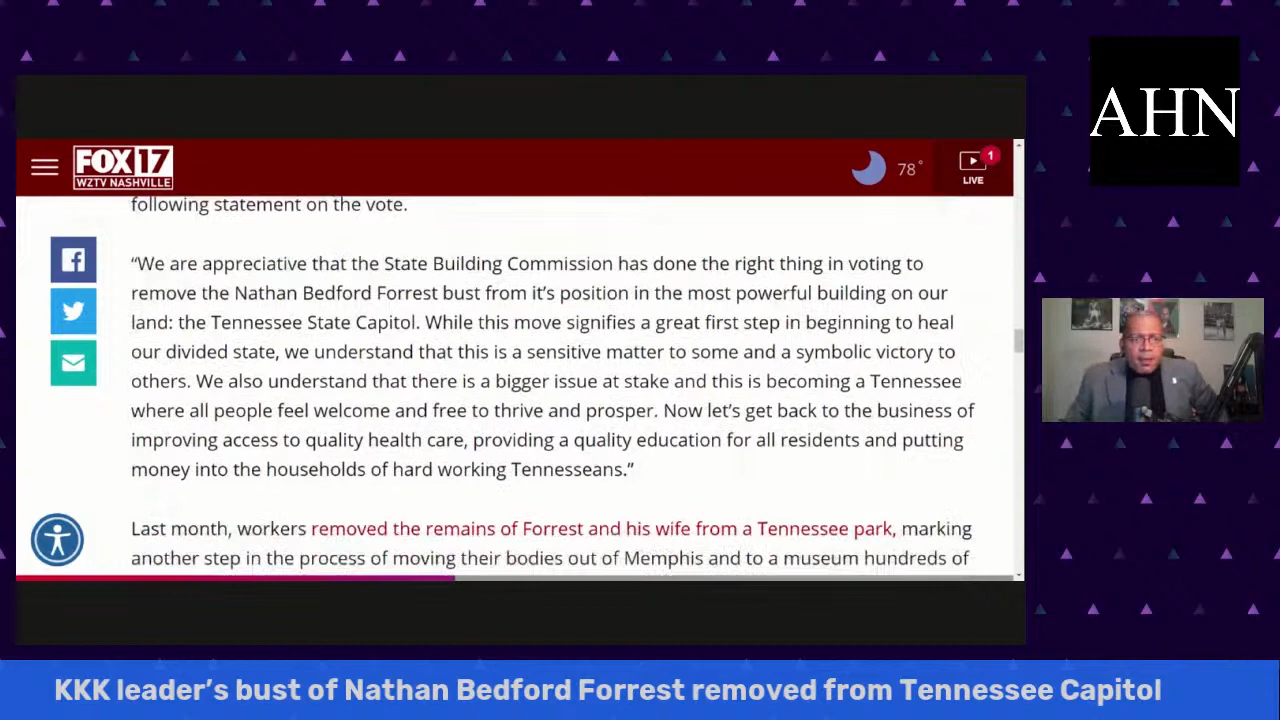 AHN
FOX 17
WZTV NASHVILLE
78°
1
LIVE
following statement on the vote.
“We are appreciative that the State Building Commission has done the right thing in voting to
remove the Nathan Bedford Forrest bust from it’s position in the most powerful building on our
land: the Tennessee State Capitol. While this move signifies a great first step in beginning to heal
our divided state, we understand that this is a sensitive matter to some and a symbolic victory to
others. We also understand that there is a bigger issue at stake and this is becoming a Tennessee
where all people feel welcome and free to thrive and prosper. Now let’s get back to the business of
improving access to quality health care, providing a quality education for all residents and putting
money into the households of hard working Tennesseans.”
Last month, workers removed the remains of Forrest and his wife from a Tennessee park, marking
another step in the process of moving their bodies out of Memphis and to a museum hundreds of
KKK leader’s bust of Nathan Bedford Forrest removed from Tennessee Capitol